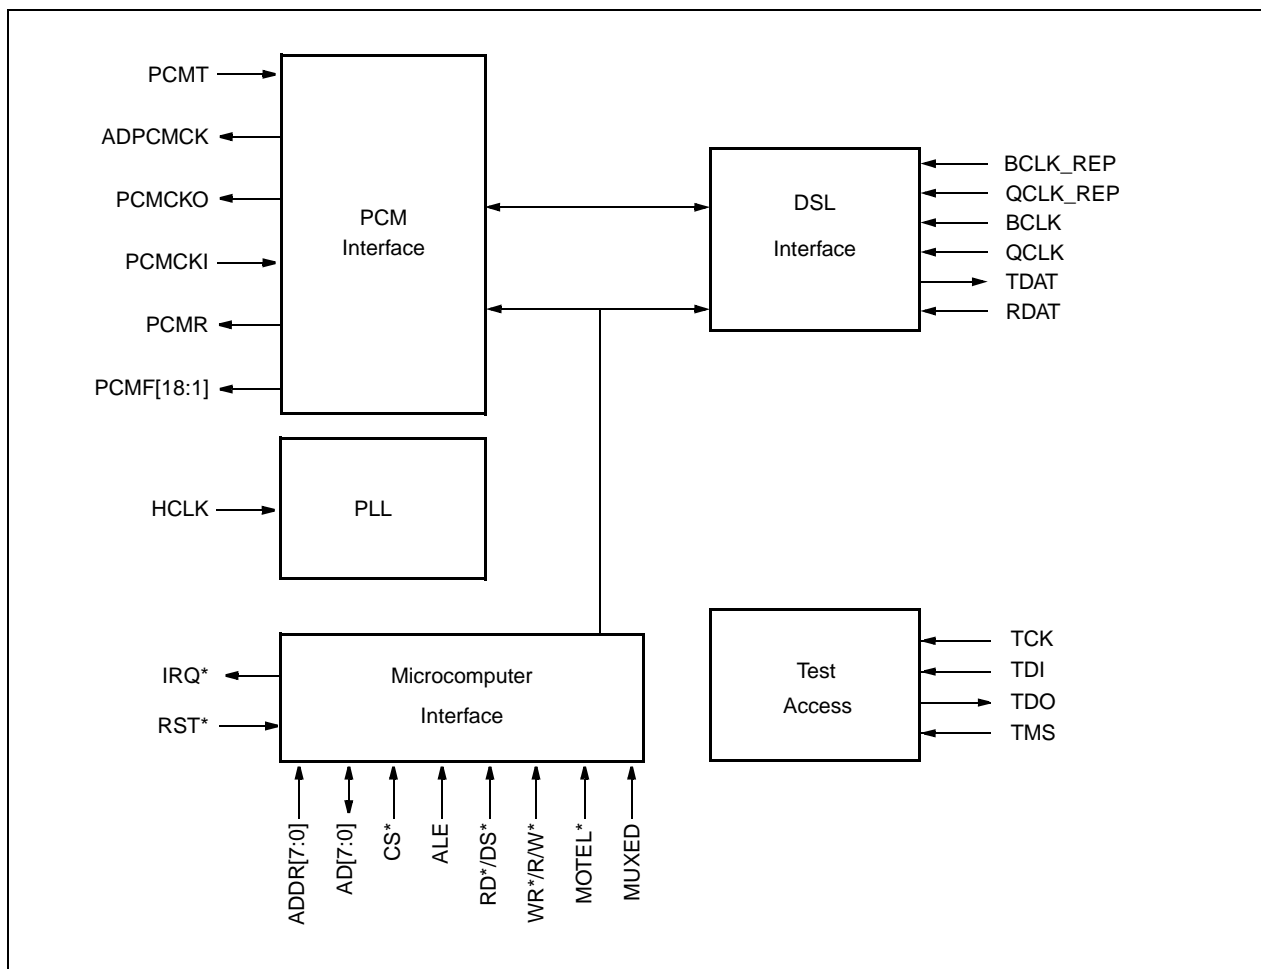 PCMT
ADPCMCK
PCMCKO
PCMCKI
PCMR
PCMF[18:1]
PCM
Interface
DSL
Interface
BCLK_REP
QCLK_REP
BCLK
QCLK
TDAT
RDAT
HCLK
PLL
IRQ*
RST*
Microcomputer
Interface
Test
Access
TCK
TDI
TDO
TMS
ADDR[7:0]
AD[7:0]
CS*
ALE
RD*/DS*
WR*/R/W*
MOTEL*
MUXED